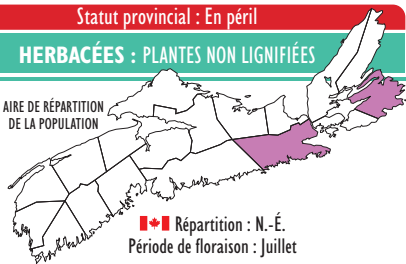 Statut provincial : En péril
HERBACÉES : PLANTES NON LIGNIFIÉES
AIRE DE RÉPARTITION
DE LA POPULATION
Répartition : N.-É.
Période de floraison : Juillet